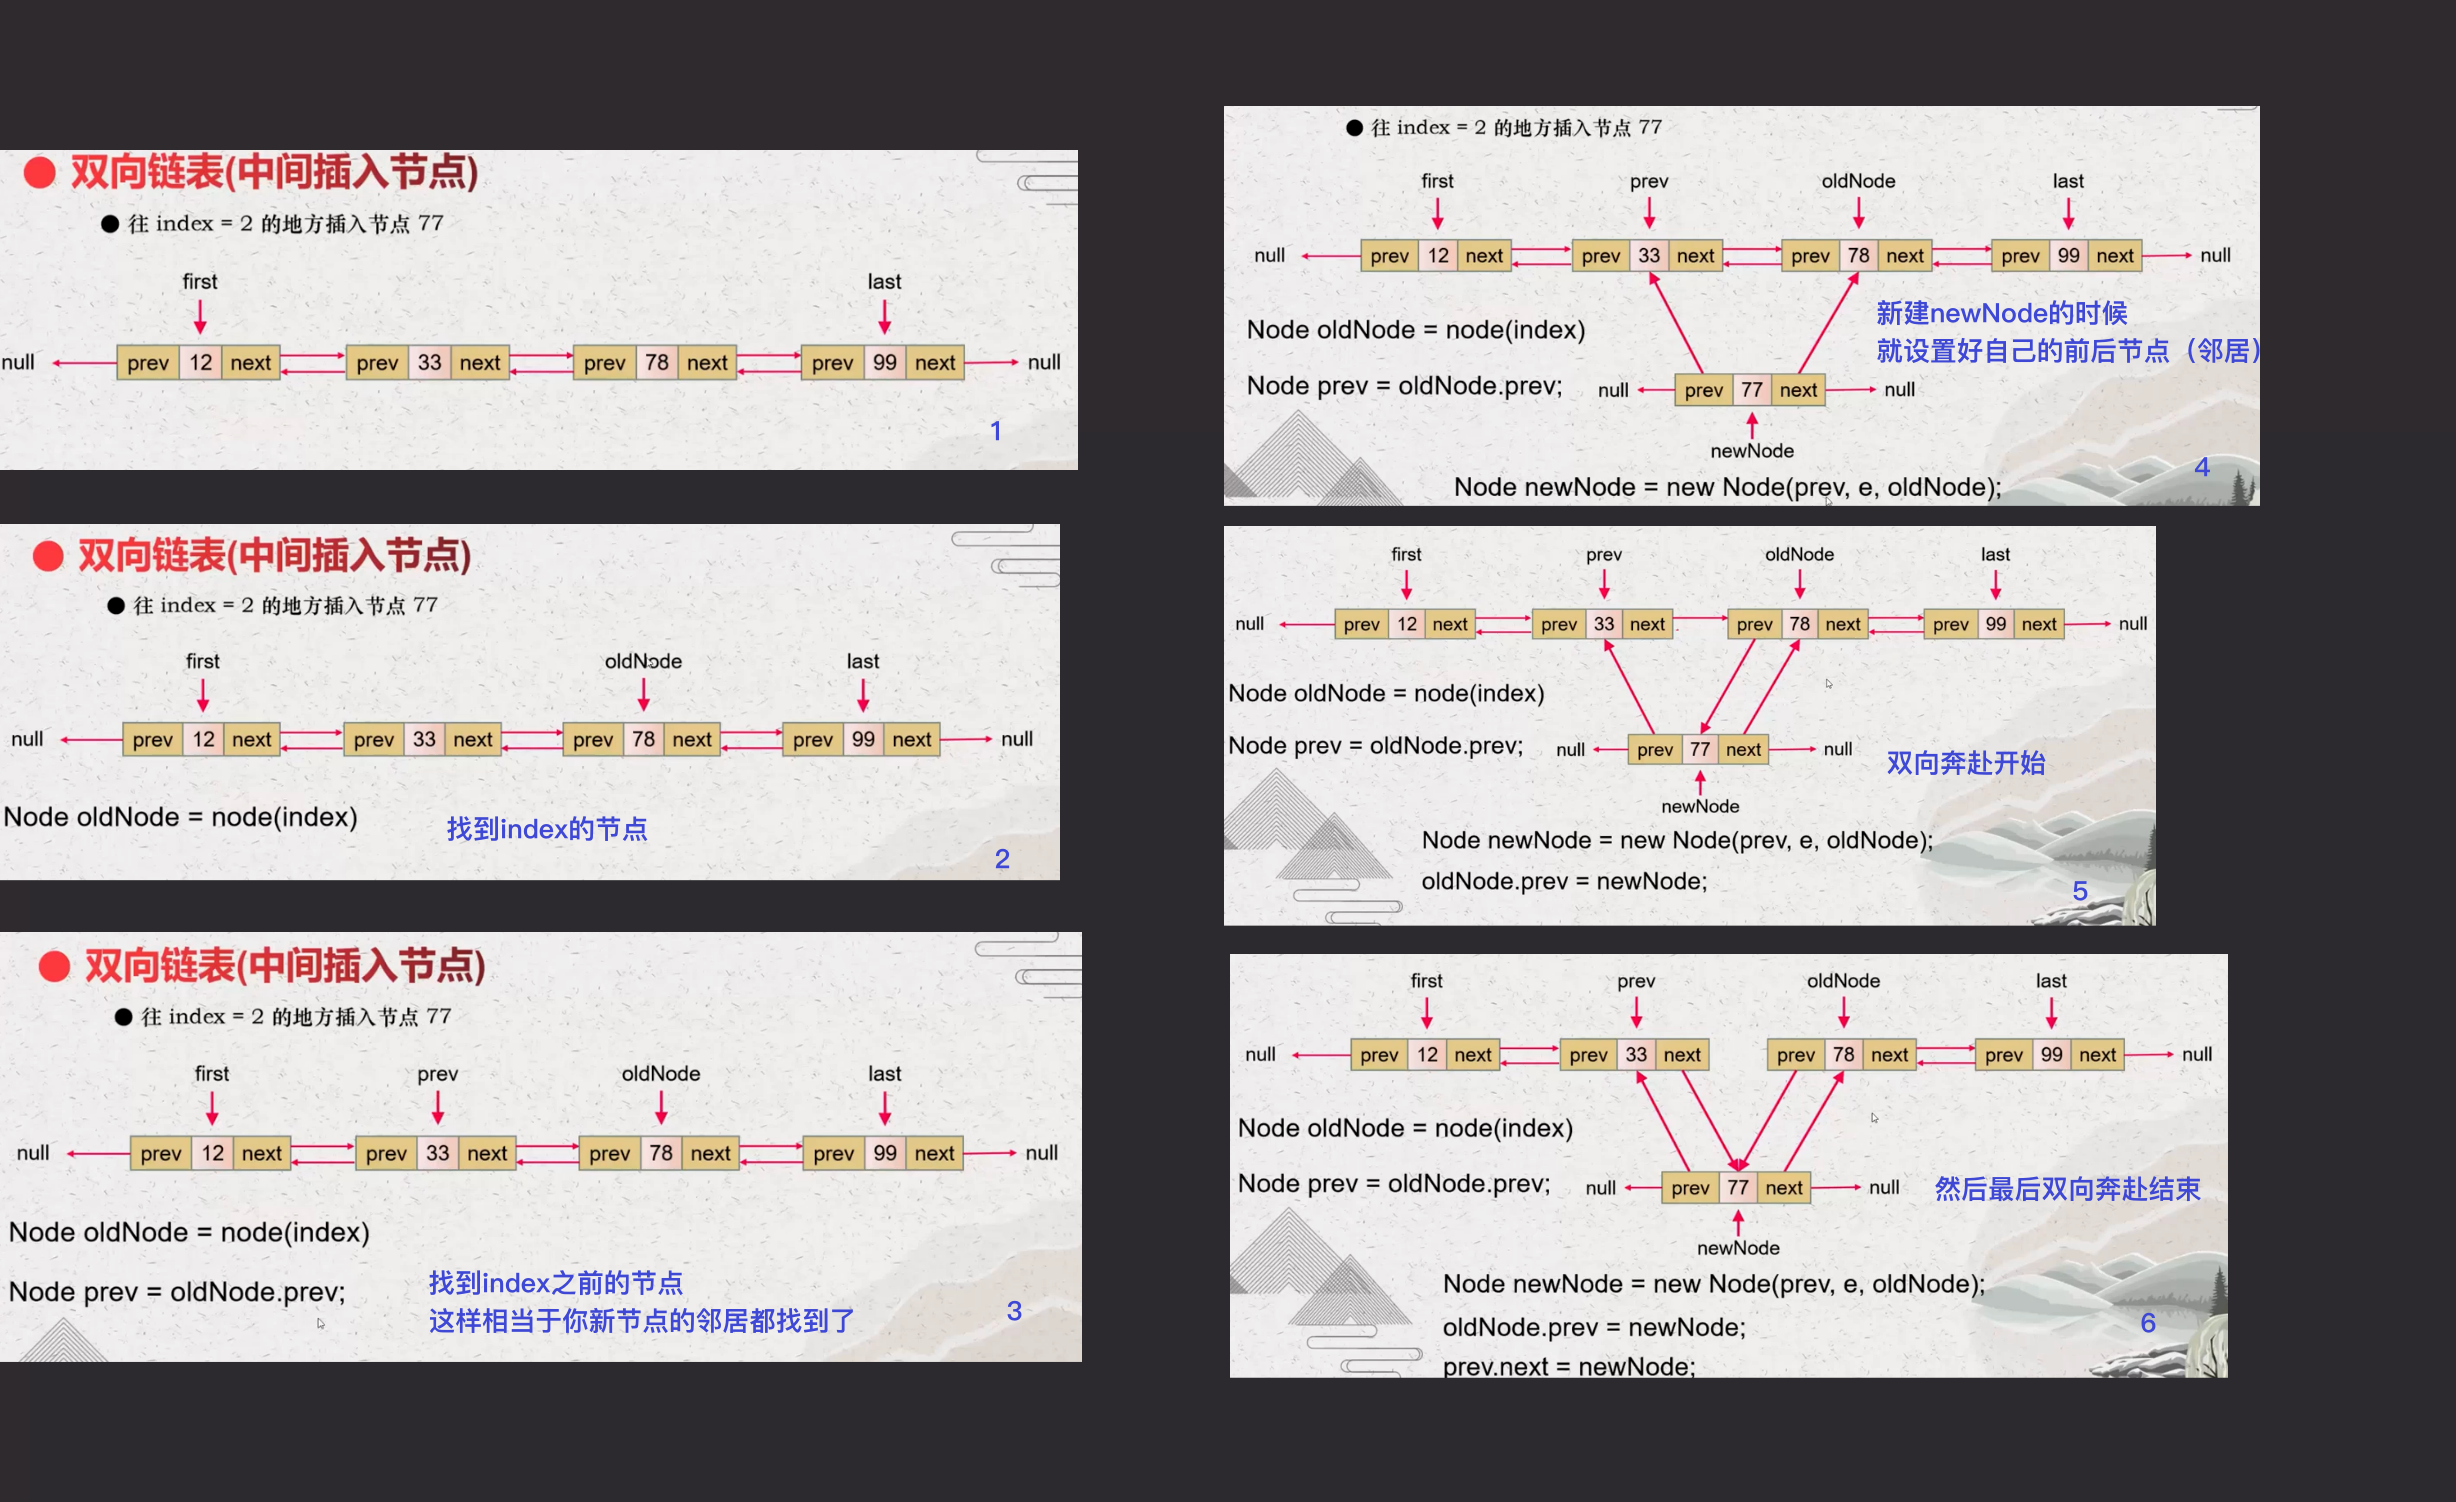 双向链表(中间插入节点)
● 往 index = 2 的地方插入节点 77
first last
null prev 12 next prev 33 next prev 78 next prev 99 next null
1
双向链表(中间插入节点)
● 往 index = 2 的地方插入节点 77
first oldNode last
null prev 12 next prev 33 next prev 78 next prev 99 next null
Node oldNode = node(index)
找到index的节点
2
双向链表(中间插入节点)
● 往 index = 2 的地方插入节点 77
first prev oldNode last
null prev 12 next prev 33 next prev 78 next prev 99 next null
Node oldNode = node(index)
Node prev = oldNode.prev;
找到index之前的节点
这样相当于你新节点的邻居都找到了
3
● 往 index = 2 的地方插入节点 77
first prev oldNode last
null prev 12 next prev 33 next prev 78 next prev 99 next null
新建newNode的时候
就设置好自己的前后节点（邻居）
Node oldNode = node(index)
Node prev = oldNode.prev;
null prev 77 next null
newNode
4
Node newNode = new Node(prev, e, oldNode);
first prev oldNode last
null prev 12 next prev 33 next prev 78 next prev 99 next null
Node oldNode = node(index)
Node prev = oldNode.prev;
null prev 77 next null
双向奔赴开始
newNode
Node newNode = new Node(prev, e, oldNode);
oldNode.prev = newNode;
5
first prev oldNode last
null prev 12 next prev 33 next prev 78 next prev 99 next null
Node oldNode = node(index)
Node prev = oldNode.prev;
null prev 77 next null
然后最后双向奔赴结束
newNode
Node newNode = new Node(prev, e, oldNode);
oldNode.prev = newNode;
6
prev.next = newNode;